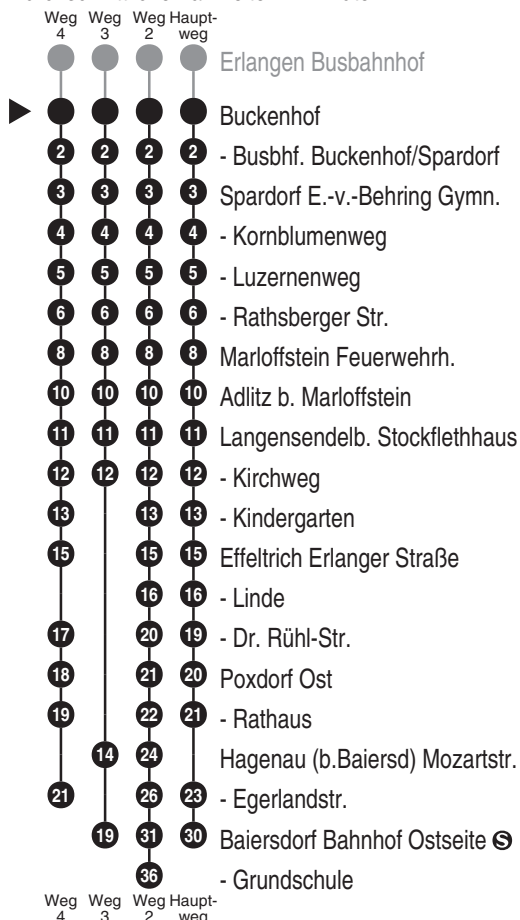 Weg Weg Weg Haupt-
4 3 2 weg
Erlangen Busbahnhof
Buckenhof
2 2 2 2 - Busbhf. Buckenhof/Spardorf
3 3 3 3 Spardorf E.-v.-Behring Gymn.
4 4 4 4 - Kornblumenweg
5 5 5 5 - Luzernenweg
6 6 6 6 - Rathsberger Str.
8 8 8 8 Marloffstein Feuerwehrh.
10 10 10 10 Adlitz b. Marloffstein
11 11 11 11 Langensendelb. Stockflethhaus
12 12 12 12 - Kirchweg
13 13 13 - Kindergarten
15 15 15 Effeltrich Erlanger Straße
16 16 - Linde
17 20 19 - Dr. Rühl-Str.
18 21 20 Poxdorf Ost
19 22 21 - Rathaus
14 24 Hagenau (b.Baiersd) Mozartstr.
21 26 23 - Egerlandstr.
19 31 30 Baiersdorf Bahnhof Ostseite S
36 - Grundschule
Weg Weg Weg Haupt-
4 3 2 weg